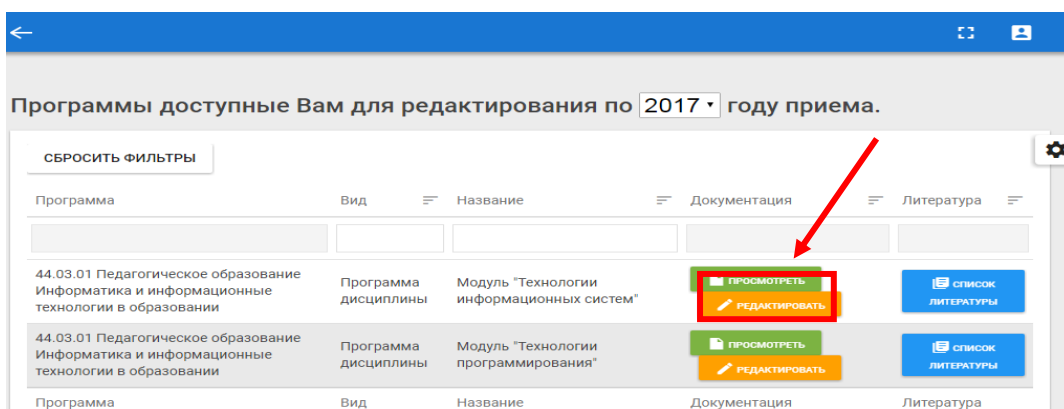 Программы доступные Вам для редактирования по 2017 году приема.
СБРОСИТЬ ФИЛЬТРЫ
Программа Вид Название Документация Литература
44.03.01 Педагогическое образование
Информатика и информационные
технологии в образовании
Программа
дисциплины
Модуль "Технологии
информационных систем"
ПРОСМОТРЕТЬ
РЕДАКТИРОВАТЬ
СПИСОК
ЛИТЕРАТУРЫ
44.03.01 Педагогическое образование
Информатика и информационные
технологии в образовании
Программа
дисциплины
Модуль "Технологии
программирования"
ПРОСМОТРЕТЬ
РЕДАКТИРОВАТЬ
СПИСОК
ЛИТЕРАТУРЫ
Программа Вид Название Документация Литература